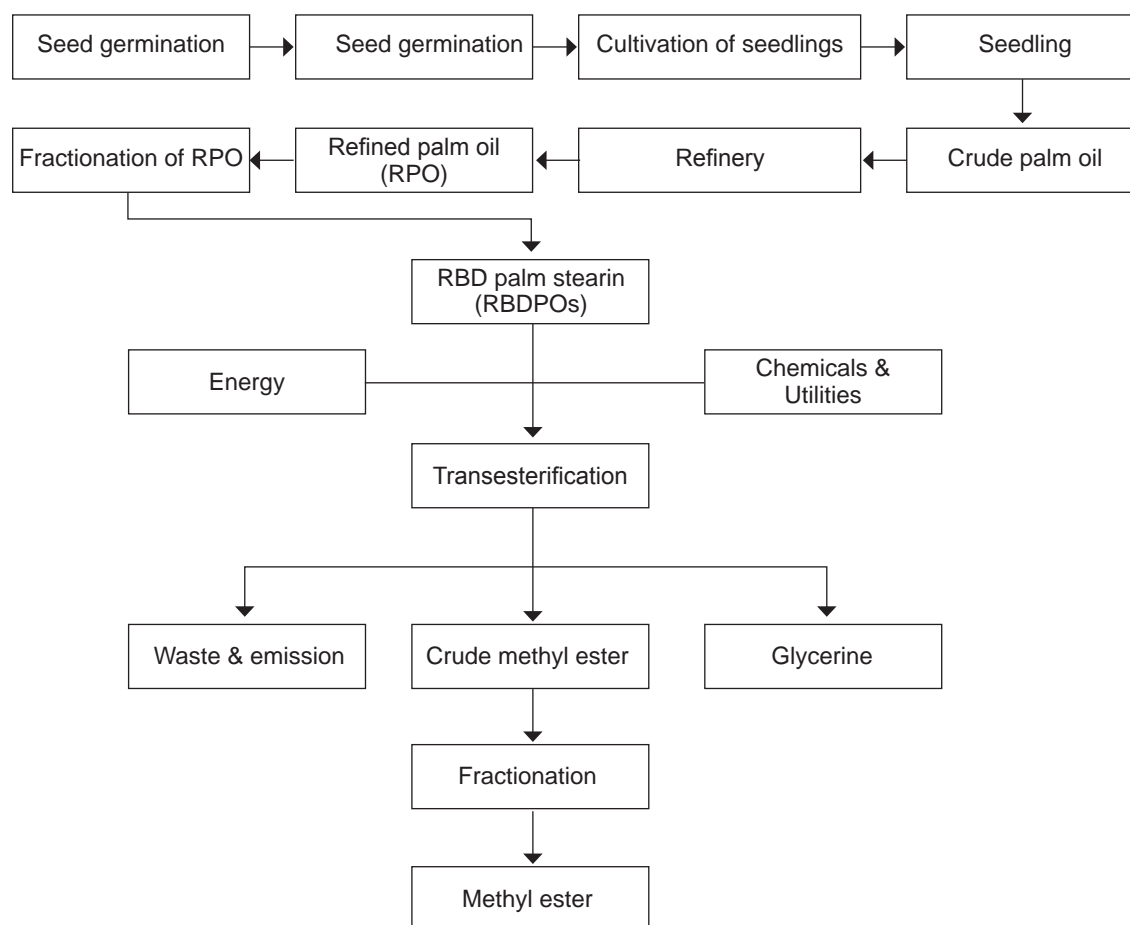 Seed germination
Seed germination
Cultivation of seedlings
Seedling
Fractionation of RPO
Refined palm oil
(RPO)
Refinery
Crude palm oil
RBD palm stearin
(RBDPOs)
Energy
Chemicals &
Utilities
Transesterification
Waste & emission
Crude methyl ester
Glycerine
Fractionation
Methyl ester